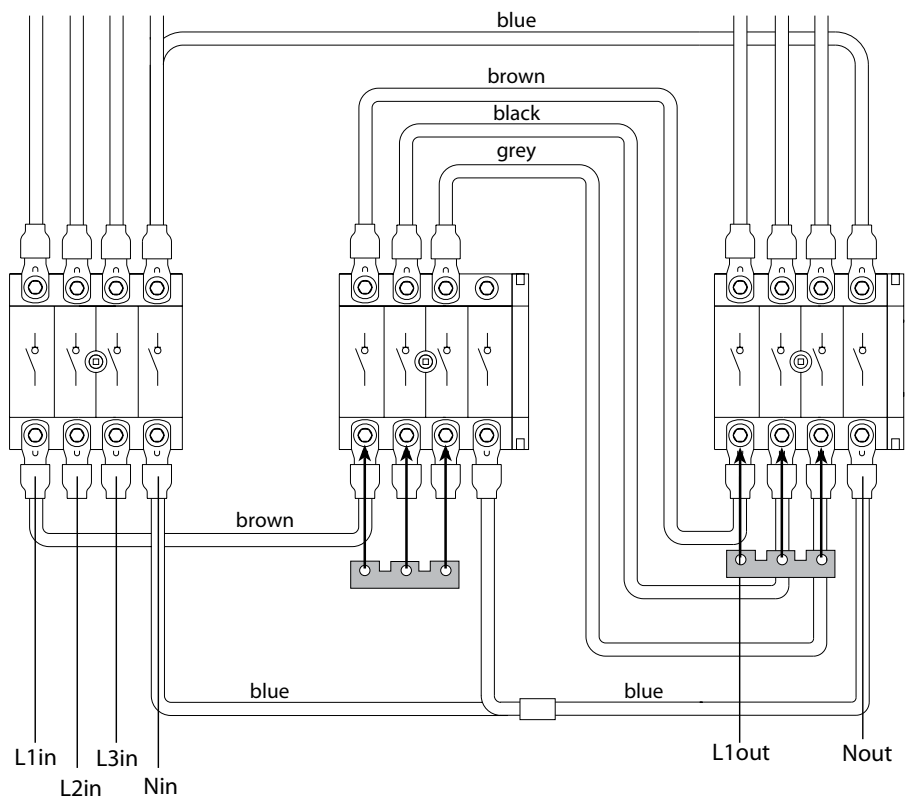 blue
brown
black
grey
brown
blue
blue
L1in
L3in
L1out
Nout
L2in
Nin